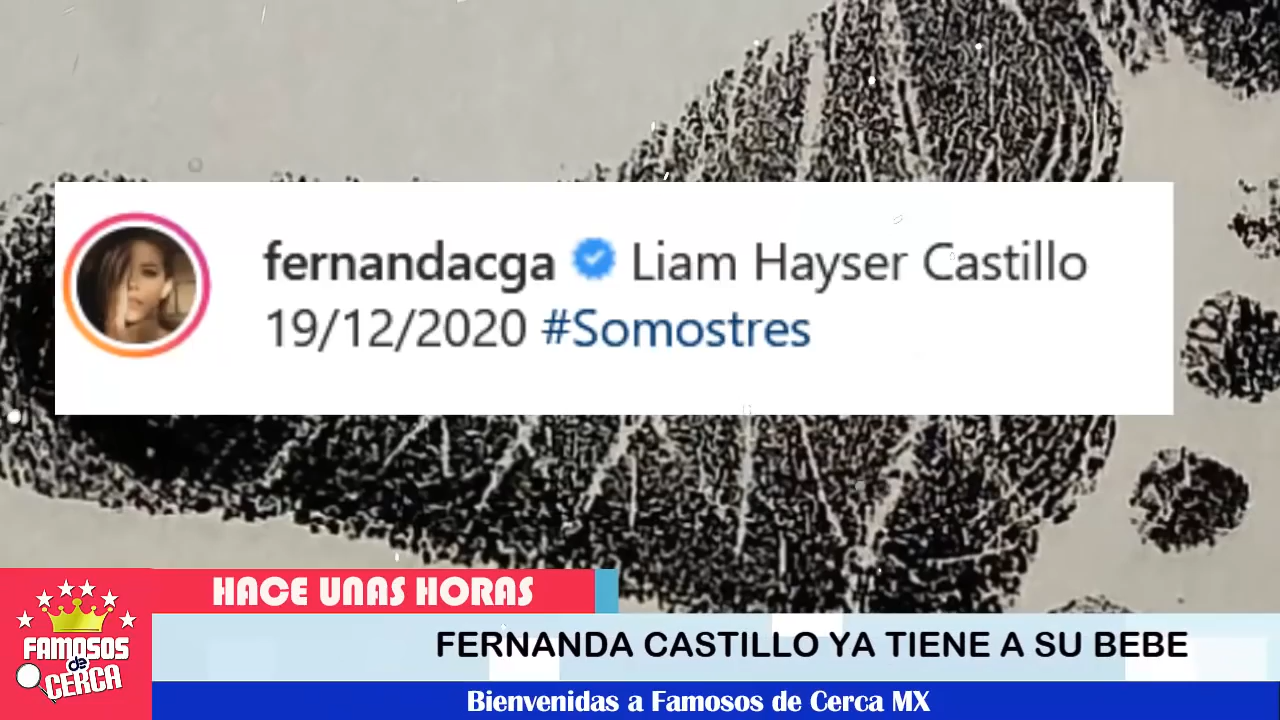 fernandacga Liam Hayser Castillo
19/12/2020 #Somostres
HACE UNAS HORAS
FERNANDA CASTILLO YA TIENE A SU BEBE
FAMOSOS
de
CERCA
Bienvenidas a Famosos de Cerca MX